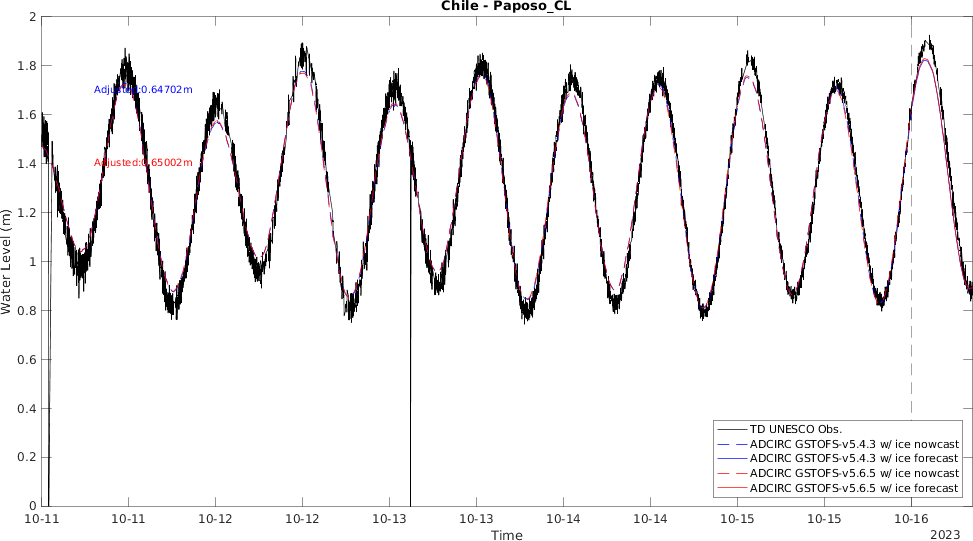 Chile - Paposo_CL
2
1.8
1.6
1.4
1.2
1
0.8
0.6
0.4
0.2
0
Water Level (m)
Adjusted:0.64702m
Adjusted:0.65002m
TD UNESCO Obs.
ADCIRC GSTOFS-v5.4.3 w/ ice nowcast
ADCIRC GSTOFS-v5.4.3 w/ ice forecast
ADCIRC GSTOFS-v5.6.5 w/ ice nowcast
ADCIRC GSTOFS-v5.6.5 w/ ice forecast
10-11 10-11 10-12 10-12 10-13 10-13 10-14 10-14 10-15 10-15 10-16
Time
2023